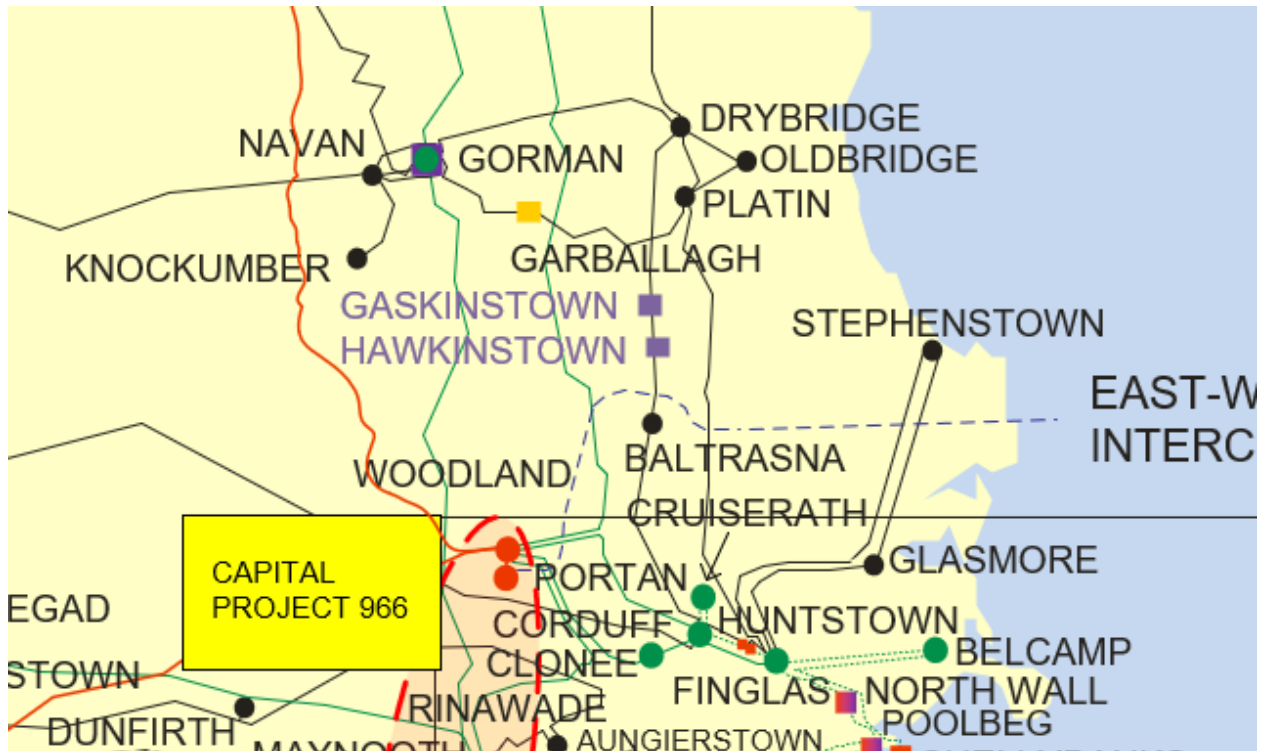 DRYBRIDGE
NAVAN
GORMAN
OLDBRIDGE
PLATIN
KNOCKUMBER
GARBALLAGH
GASKINSTOWN
STEPHENSTOWN
HAWKINSTOWN
EAST-W
INTERC
WOODLAND
BALTRASNA
CRUISERATH
CAPITAL
PROJECT 966
PORTAN
GLASMORE
EGAD
CORDUFF
HUNTSTOWN
CLONEE
BELCAMP
STOWN
FINGLAS
NORTH WALL
RINAWADE
DUNFIRTH
POOLBEG
AUNGIERSTOWN
MAYNOOTH